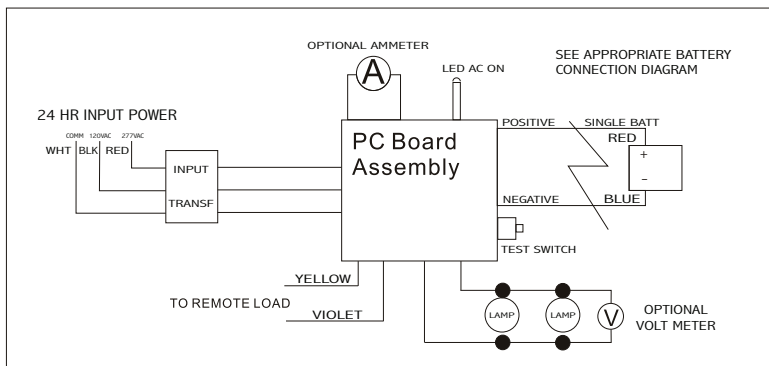 OPTIONAL AMMETER
A
LED AC ON
SEE APPROPRIATE BATTERY
CONNECTION DIAGRAM
24 HR INPUT POWER
COMM 120VAC 277VAC
WHT BLK RED
INPUT
TRANSF
PC Board
Assembly
POSITIVE
SINGLE BATT
RED
+
–
NEGATIVE
BLUE
TEST SWITCH
YELLOW
TO REMOTE LOAD
VIOLET
LAMP
LAMP
V
OPTIONAL
VOLT METER